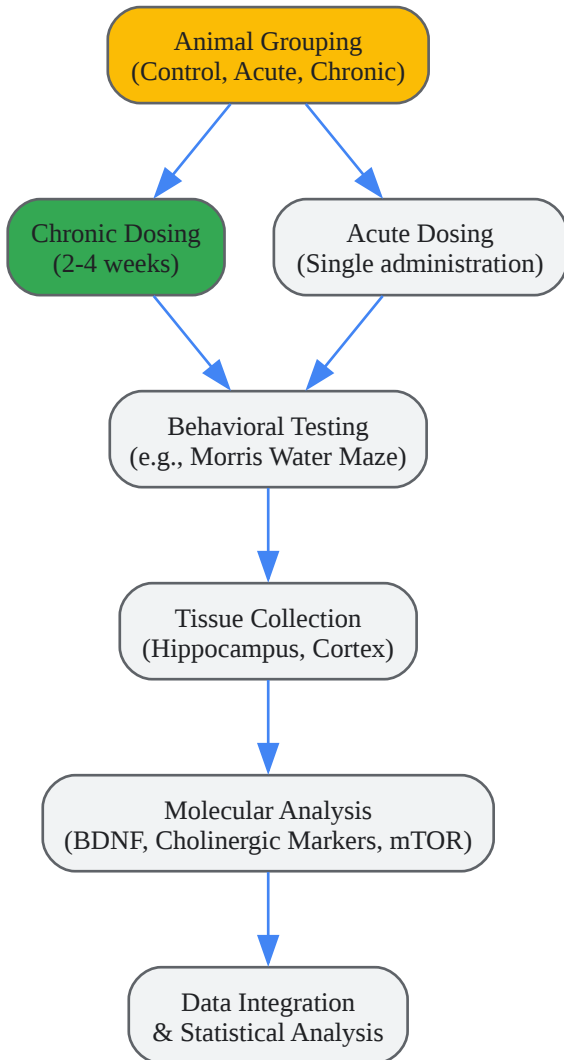 Animal Grouping
(Control, Acute, Chronic)
Chronic Dosing
(2-4 weeks)
Acute Dosing
(Single administration)
Behavioral Testing
(e.g., Morris Water Maze)
Tissue Collection
(Hippocampus, Cortex)
Molecular Analysis
(BDNF, Cholinergic Markers, mTOR)
Data Integration
& Statistical Analysis